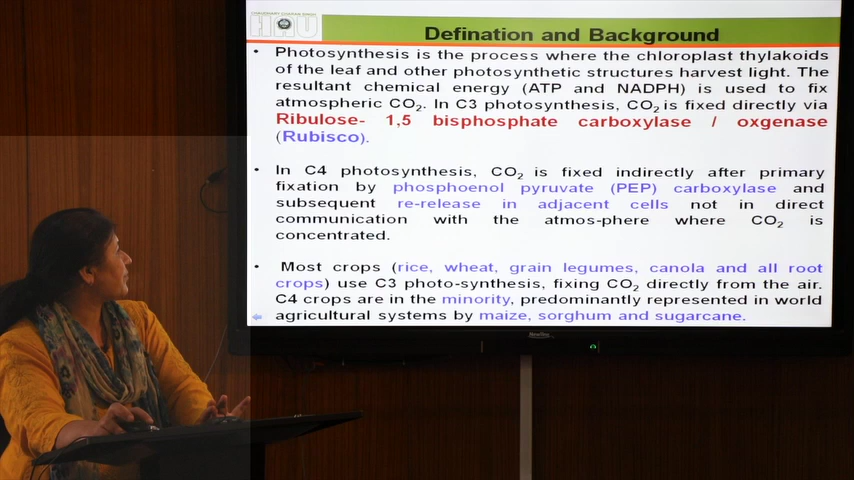 HAU
Defination and Background
• Photosynthesis is the process where the chloroplast thylakoids
of the leaf and other photosynthetic structures harvest light. The
resultant chemical energy (ATP and NADPH) is used to fix
atmospheric CO₂. In C3 photosynthesis, CO₂ is fixed directly via
Ribulose- 1,5 bisphosphate carboxylase / oxgenase
(Rubisco).
• In C4 photosynthesis, CO₂ is fixed indirectly after primary
fixation by phosphoenol pyruvate (PEP) carboxylase and
subsequent re-release in adjacent cells not in direct
communication with the atmos-phere where CO₂ is
concentrated.
• Most crops (rice, wheat, grain legumes, canola and all root
crops) use C3 photo-synthesis, fixing CO₂ directly from the air.
C4 crops are in the minority, predominantly represented in world
agricultural systems by maize, sorghum and sugarcane.